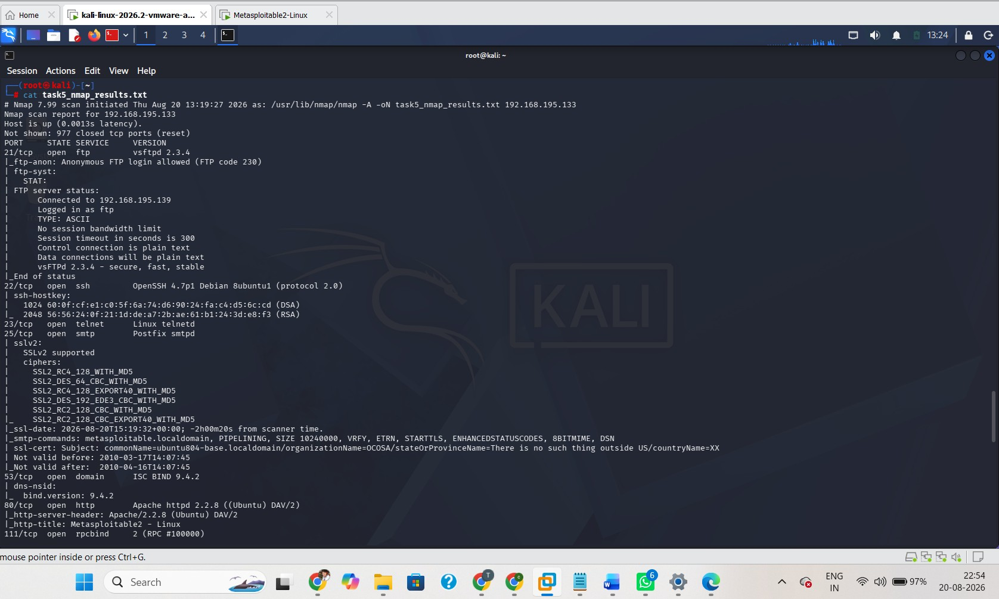 Home
kali-linux-2026.2-vmware-a...
Metasploitable2-Linux
1 2 3 4
13:24
root@kali: ~
Session Actions Edit View Help
┌──(root㉿kali)-[~]
└─# cat task5_nmap_results.txt
# Nmap 7.99 scan initiated Thu Aug 20 13:19:27 2026 as: /usr/lib/nmap/nmap -A -oN task5_nmap_results.txt 192.168.195.133
Nmap scan report for 192.168.195.133
Host is up (0.0013s latency).
Not shown: 977 closed tcp ports (reset)
PORT     STATE SERVICE     VERSION
21/tcp   open  ftp         vsftpd 2.3.4
|_ftp-anon: Anonymous FTP login allowed (FTP code 230)
| ftp-syst:
|   STAT:
| FTP server status:
|      Connected to 192.168.195.139
|      Logged in as ftp
|      TYPE: ASCII
|      No session bandwidth limit
|      Session timeout in seconds is 300
|      Control connection is plain text
|      Data connections will be plain text
|      vsFTPd 2.3.4 - secure, fast, stable
|_End of status
22/tcp   open  ssh         OpenSSH 4.7p1 Debian 8ubuntu1 (protocol 2.0)
| ssh-hostkey:
|   1024 60:0f:cf:e1:c0:5f:6a:74:d6:90:24:fa:c4:d5:6c:cd (DSA)
|_  2048 56:56:24:0f:21:1d:de:a7:2b:ae:61:b1:24:3d:e8:f3 (RSA)
23/tcp   open  telnet      Linux telnetd
25/tcp   open  smtp        Postfix smtpd
| sslv2:
|   SSLv2 supported
|   ciphers:
|     SSL2_RC4_128_WITH_MD5
|     SSL2_DES_64_CBC_WITH_MD5
|     SSL2_RC4_128_EXPORT40_WITH_MD5
|     SSL2_DES_192_EDE3_CBC_WITH_MD5
|     SSL2_RC2_128_CBC_WITH_MD5
|_    SSL2_RC2_128_CBC_EXPORT40_WITH_MD5
|_ssl-date: 2026-08-20T15:19:32+00:00; -2h00m20s from scanner time.
|_smtp-commands: metasploitable.localdomain, PIPELINING, SIZE 10240000, VRFY, ETRN, STARTTLS, ENHANCEDSTATUSCODES, 8BITMIME, DSN
| ssl-cert: Subject: commonName=ubuntu804-base.localdomain/organizationName=OCOSA/stateOrProvinceName=There is no such thing outside US/countryName=XX
| Not valid before: 2010-03-17T14:07:45
|_Not valid after:  2010-04-16T14:07:45
53/tcp   open  domain      ISC BIND 9.4.2
| dns-nsid:
|_  bind.version: 9.4.2
80/tcp   open  http        Apache httpd 2.2.8 ((Ubuntu) DAV/2)
|_http-server-header: Apache/2.2.8 (Ubuntu) DAV/2
|_http-title: Metasploitable2 - Linux
111/tcp  open  rpcbind     2 (RPC #100000)
KALI
mouse pointer inside or press Ctrl+G.
Search
T
c
W
6
ENG
IN
97%
22:54
20-08-2026